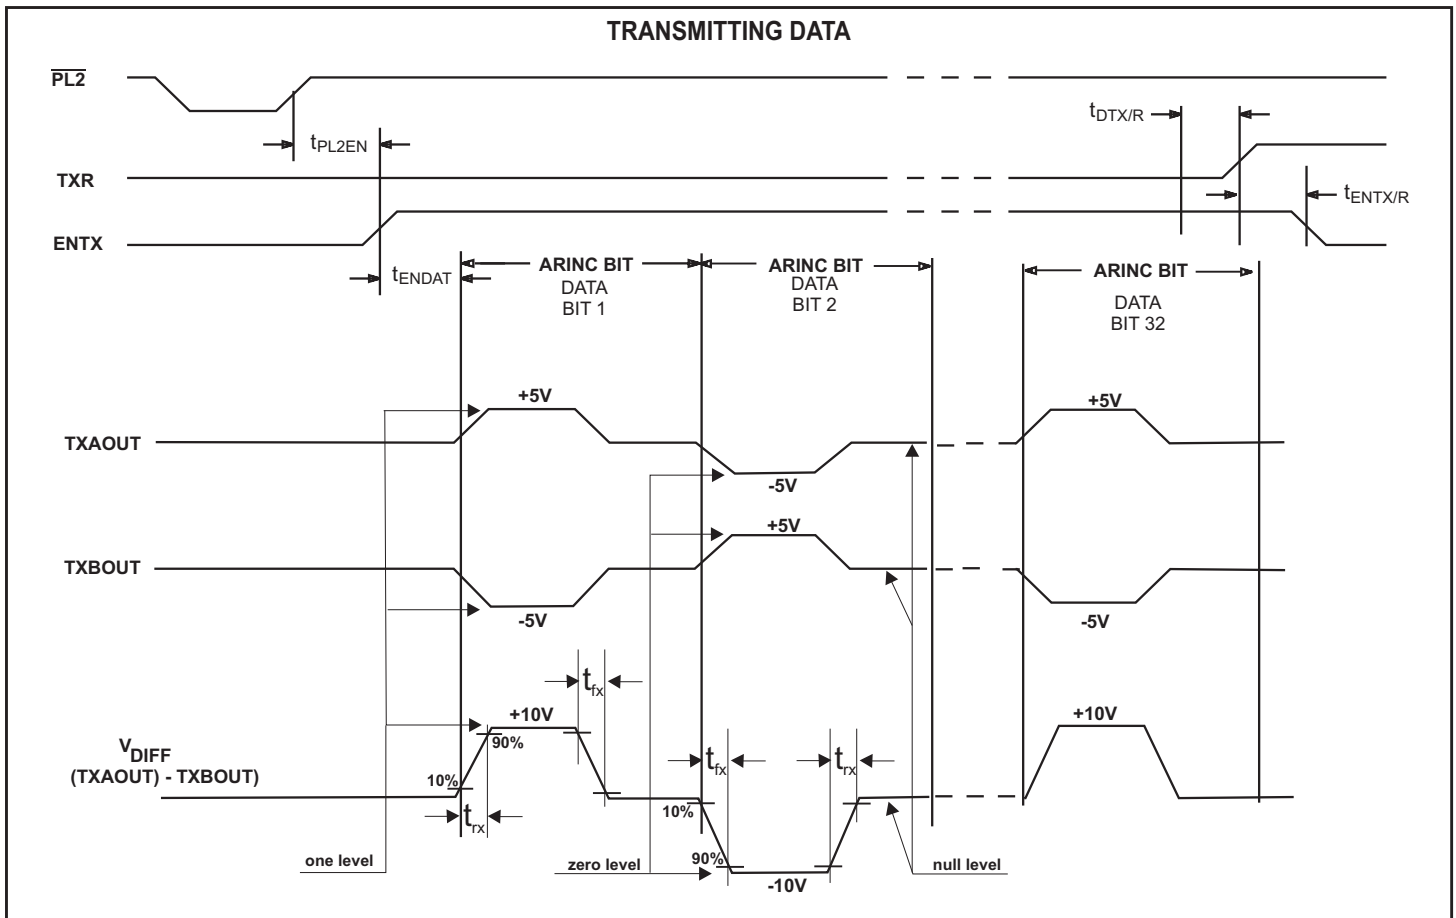 TRANSMITTING DATA
PL2
tDTX/R
tPL2EN
TXR
tENTX/R
ENTX
tENDAT
ARINC BIT
DATA
BIT 1
ARINC BIT
DATA
BIT 2
ARINC BIT
DATA
BIT 32
+5V
+5V
TXAOUT
-5V
+5V
TXBOUT
-5V
-5V
tfx
+10V
+10V
90%
VDIFF
(TXAOUT) - TXBOUT)
tfx
trx
10%
trx
10%
one level
zero level
90%
null level
-10V